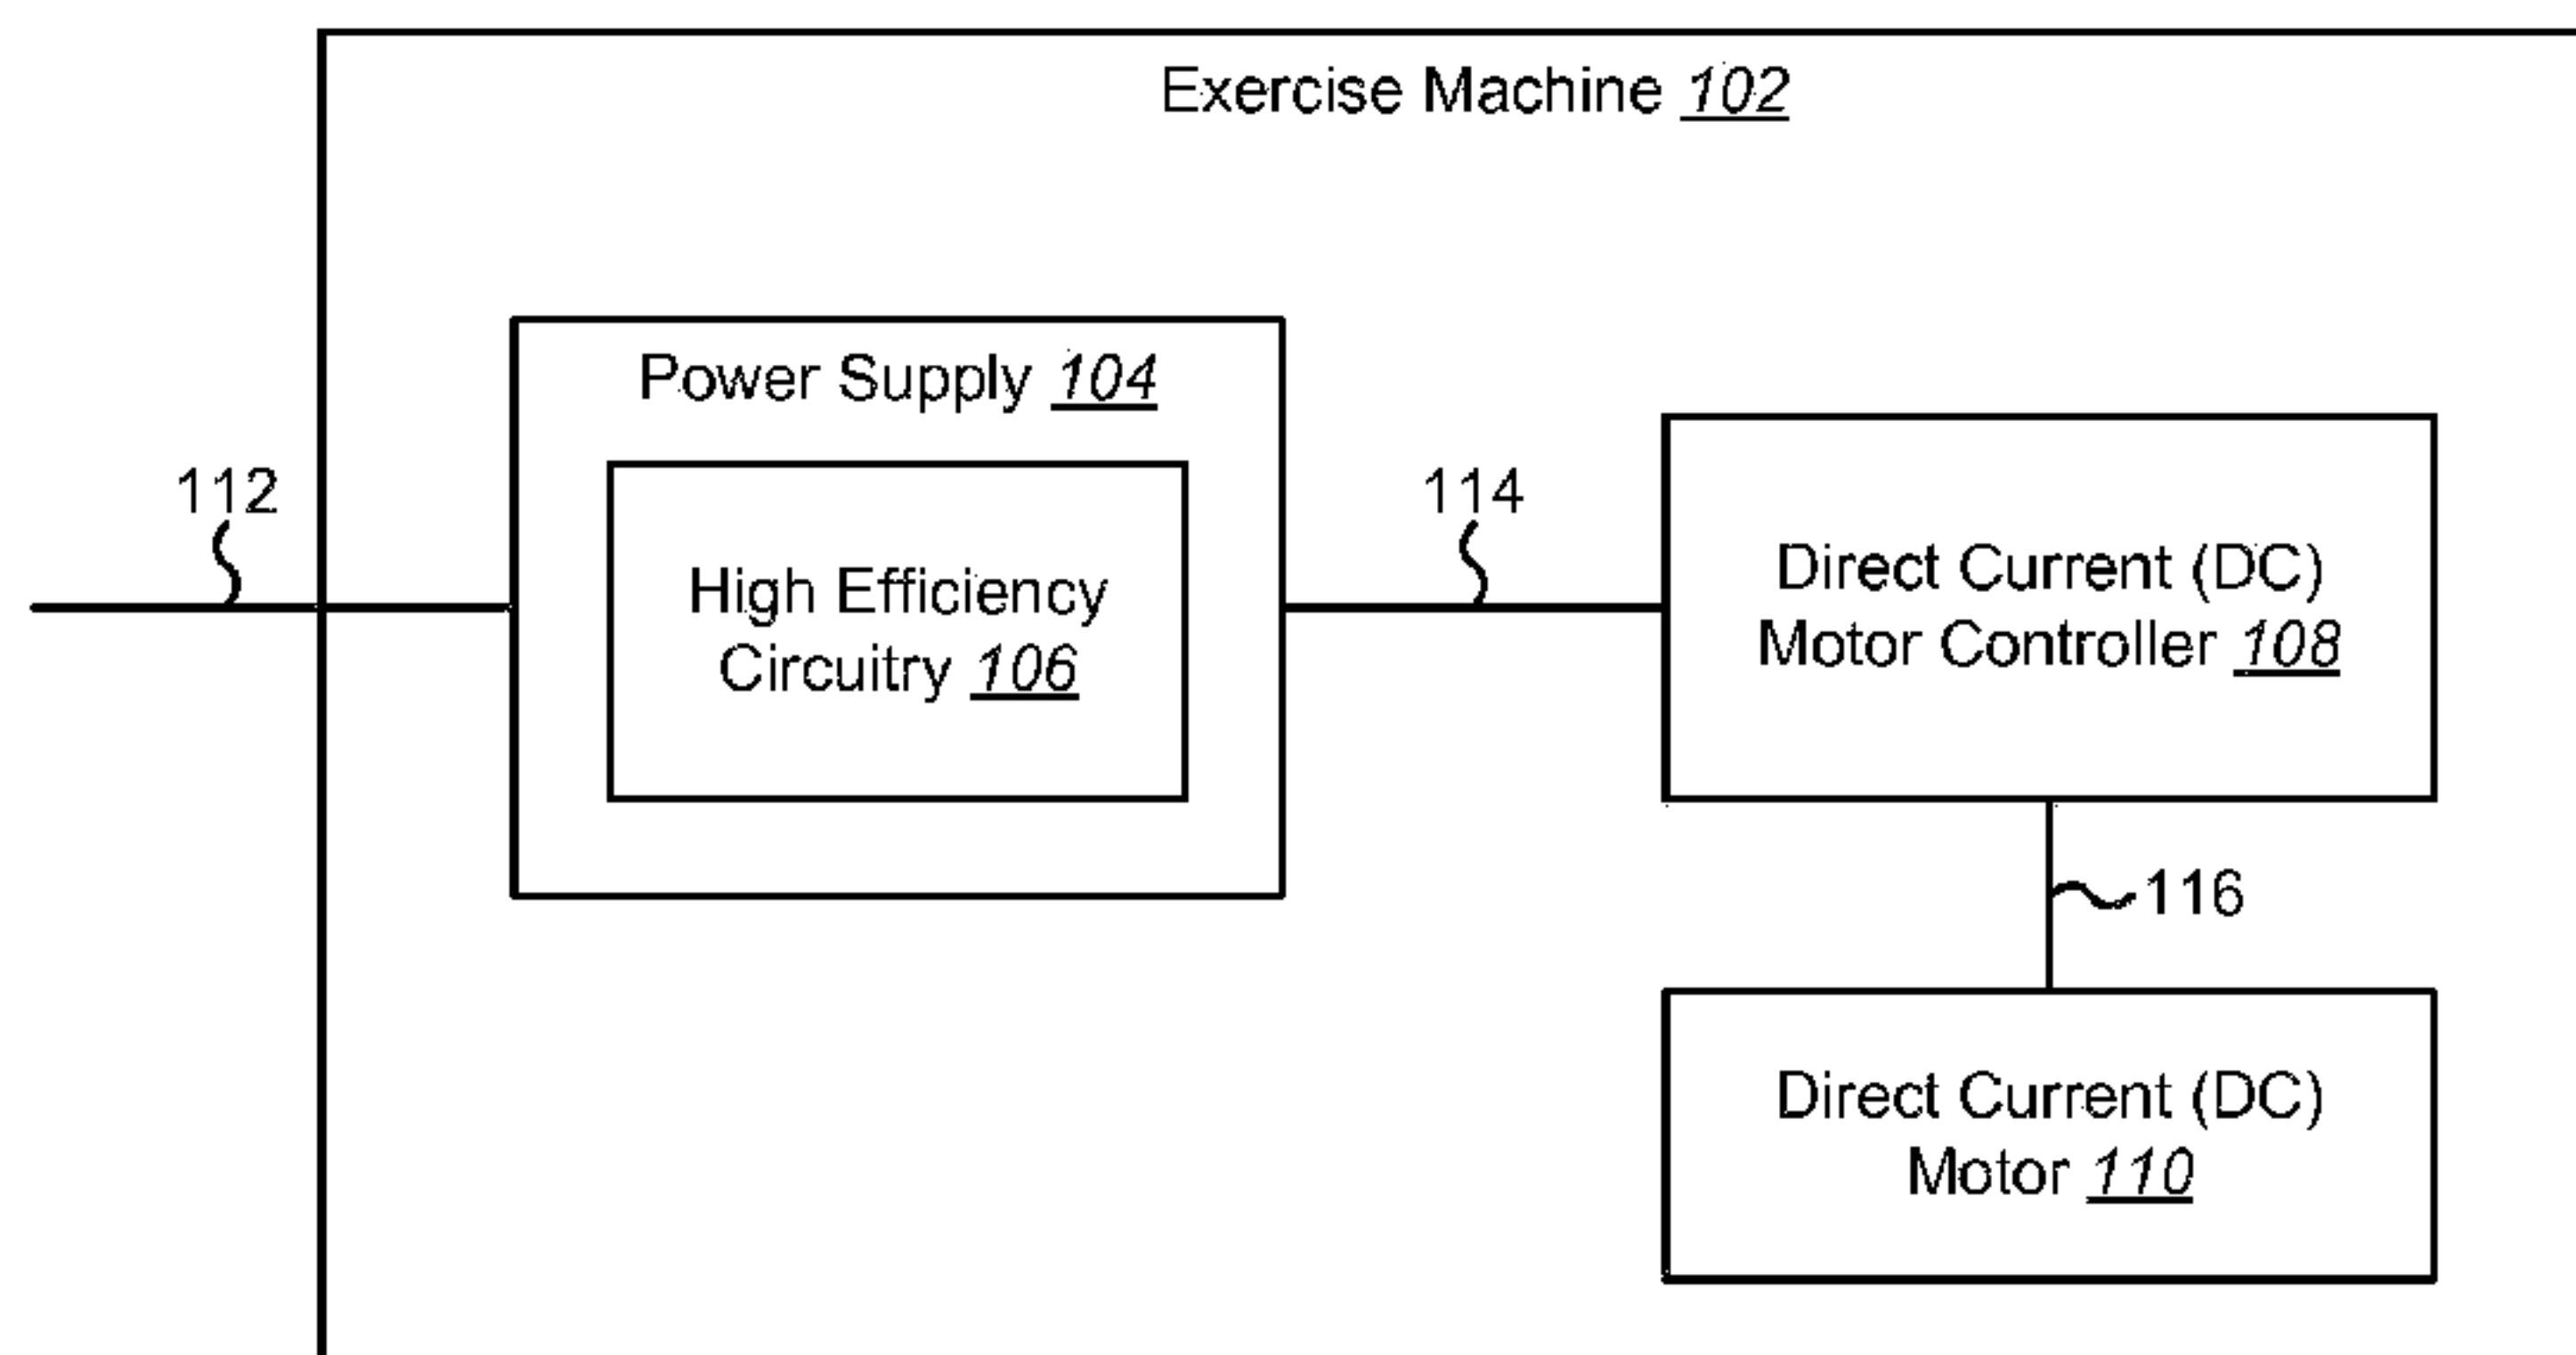 Exercise Machine 102
Power Supply 104
112
114
High Efficiency
Circuitry 106
Direct Current (DC)
Motor Controller 108
116
Direct Current (DC)
Motor 110